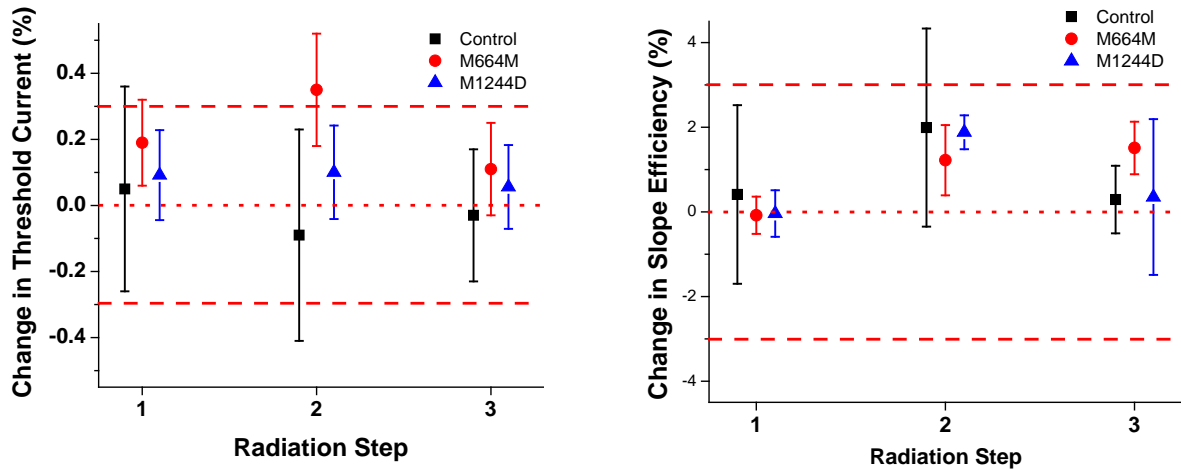 Change in Threshold Current (%)
Control
M664M
M1244D
0.4
0.2
0.0
-0.2
-0.4
1
2
3
Radiation Step
Change in Slope Efficiency (%)
Control
M664M
M1244D
4
2
0
-2
-4
1
2
3
Radiation Step